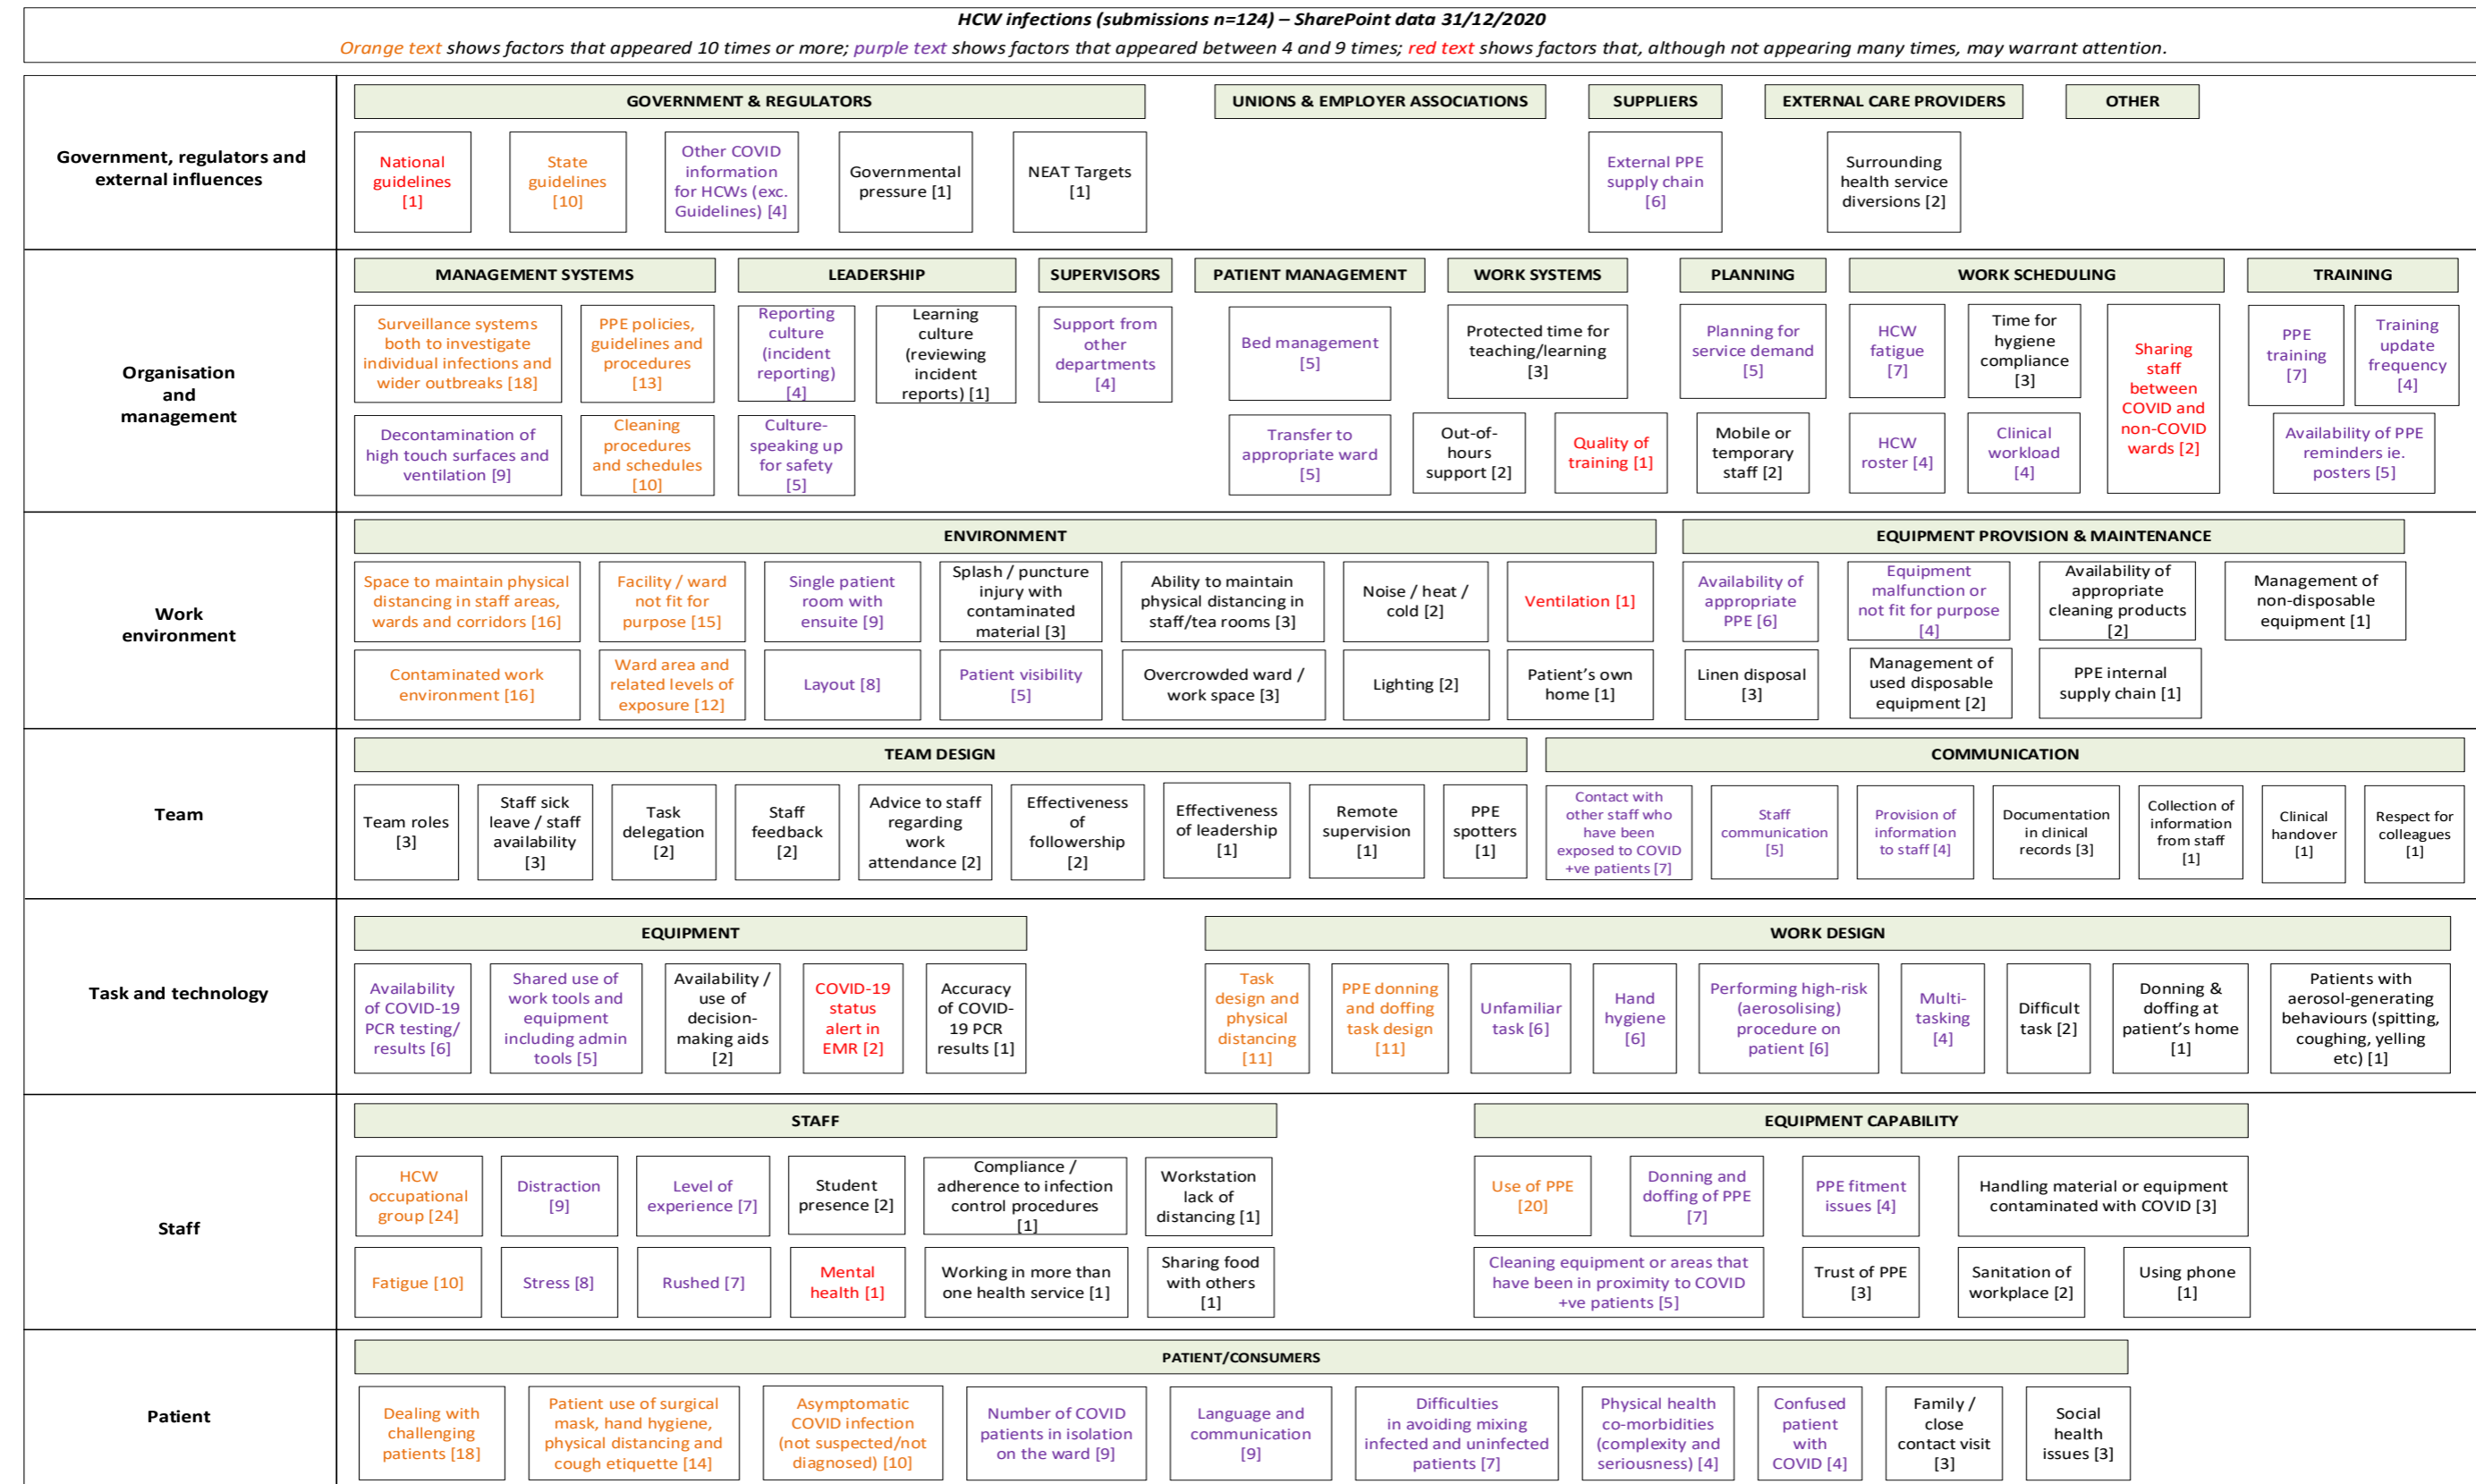 HCW infections (submissions n=124) – SharePoint data 31/12/2020
Orange text shows factors that appeared 10 times or more; purple text shows factors that appeared between 4 and 9 times; red text shows factors that, although not appearing many times, may warrant attention.
Government, regulators and
external influences
GOVERNMENT & REGULATORS
UNIONS & EMPLOYER ASSOCIATIONS
SUPPLIERS
EXTERNAL CARE PROVIDERS
OTHER
National
guidelines
[1]
State
guidelines
[10]
Other COVID
information
for HCWs (exc.
Guidelines) [4]
Governmental
pressure [1]
NEAT Targets
[1]
External PPE
supply chain
[6]
Surrounding
health service
diversions [2]
Organisation
and
management
MANAGEMENT SYSTEMS
LEADERSHIP
SUPERVISORS
PATIENT MANAGEMENT
WORK SYSTEMS
PLANNING
WORK SCHEDULING
TRAINING
Surveillance systems
both to investigate
individual infections and
wider outbreaks [18]
PPE policies,
guidelines and
procedures
[13]
Reporting
culture
(incident
reporting)
[4]
Learning
culture
(reviewing
incident
reports) [1]
Support from
other
departments
[4]
Bed management
[5]
Protected time for
teaching/learning
[3]
Planning for
service demand
[5]
HCW
fatigue
[7]
Time for
hygiene
compliance
[3]
Sharing
staff
between
COVID and
non-COVID
wards [2]
PPE
training
[7]
Training
update
frequency
[4]
Decontamination of
high touch surfaces and
ventilation [9]
Cleaning
procedures
and schedules
[10]
Culture-
speaking up
for safety
[5]
Transfer to
appropriate ward
[5]
Out-of-
hours
support [2]
Quality of
training [1]
Mobile or
temporary
staff [2]
HCW
roster [4]
Clinical
workload
[4]
Availability of PPE
reminders ie.
posters [5]
Work
environment
ENVIRONMENT
EQUIPMENT PROVISION & MAINTENANCE
Space to maintain physical
distancing in staff areas,
wards and corridors [16]
Facility / ward
not fit for
purpose [15]
Single patient
room with
ensuite [9]
Splash / puncture
injury with
contaminated
material [3]
Ability to maintain
physical distancing in
staff/tea rooms [3]
Noise / heat /
cold [2]
Ventilation [1]
Availability of
appropriate
PPE [6]
Equipment
malfunction or
not fit for purpose
[4]
Availability of
appropriate
cleaning products
[2]
Management of
non-disposable
equipment [1]
Contaminated work
environment [16]
Ward area and
related levels of
exposure [12]
Layout [8]
Patient visibility
[5]
Overcrowded ward /
work space [3]
Lighting [2]
Patient's own
home [1]
Linen disposal
[3]
Management of
used disposable
equipment [2]
PPE internal
supply chain [1]
Team
TEAM DESIGN
COMMUNICATION
Team roles
[3]
Staff sick
leave / staff
availability
[3]
Task
delegation
[2]
Staff
feedback
[2]
Advice to staff
regarding
work
attendance [2]
Effectiveness
of
followership
[2]
Effectiveness
of leadership
[1]
Remote
supervision
[1]
PPE
spotters
[1]
Contact with
other staff who
have been
exposed to COVID
+ve patients [7]
Staff
communication
[5]
Provision of
information
to staff [4]
Documentation
in clinical
records [3]
Collection of
information
from staff
[1]
Clinical
handover
[1]
Respect for
colleagues
[1]
Task and technology
EQUIPMENT
WORK DESIGN
Availability
of COVID-19
PCR testing/
results [6]
Shared use of
work tools and
equipment
including admin
tools [5]
Availability /
use of
decision-
making aids
[2]
COVID-19
status
alert in
EMR [2]
Accuracy
of COVID-
19 PCR
results [1]
Task
design and
physical
distancing
[11]
PPE donning
and doffing
task design
[11]
Unfamiliar
task [6]
Hand
hygiene
[6]
Performing high-risk
(aerosolising)
procedure on
patient [6]
Multi-
tasking
[4]
Difficult
task [2]
Donning &
doffing at
patient's home
[1]
Patients with
aerosol-generating
behaviours (spitting,
coughing, yelling
etc) [1]
Staff
STAFF
EQUIPMENT CAPABILITY
HCW
occupational
group [24]
Distraction
[9]
Level of
experience [7]
Student
presence [2]
Compliance /
adherence to infection
control procedures
[1]
Workstation
lack of
distancing [1]
Use of PPE
[20]
Donning and
doffing of PPE
[7]
PPE fitment
issues [4]
Handling material or equipment
contaminated with COVID [3]
Fatigue [10]
Stress [8]
Rushed [7]
Mental
health [1]
Working in more than
one health service [1]
Sharing food
with others
[1]
Cleaning equipment or areas that
have been in proximity to COVID
+ve patients [5]
Trust of PPE
[3]
Sanitation of
workplace [2]
Using phone
[1]
Patient
PATIENT/CONSUMERS
Dealing with
challenging
patients [18]
Patient use of surgical
mask, hand hygiene,
physical distancing and
cough etiquette [14]
Asymptomatic
COVID infection
(not suspected/not
diagnosed) [10]
Number of COVID
patients in isolation
on the ward [9]
Language and
communication
[9]
Difficulties
in avoiding mixing
infected and uninfected
patients [7]
Physical health
co-morbidities
(complexity and
seriousness) [4]
Confused
patient
with
COVID [4]
Family /
close
contact visit
[3]
Social
health
issues [3]